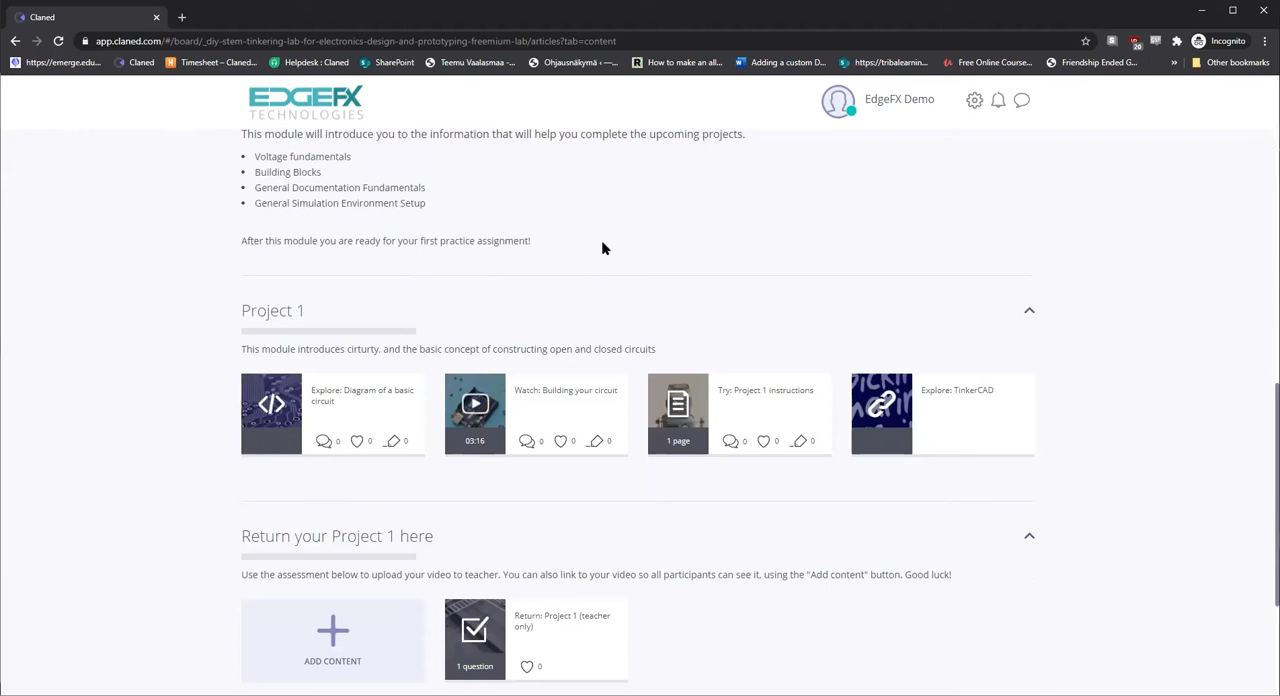 Claned
app.claned.com/#/board/_diy-stem-tinkering-lab-for-electronics-design-and-prototyping-freemium-lab/articles?tab=content
20
Incognito
https://emerge.edu...
Claned
Timesheet – Claned...
Helpdesk : Claned
SharePoint
Teemu Vaalasmaa -...
Ohjausnäkymä ‹ —...
How to make an all...
Adding a custom D...
https://tribalearning...
Free Online Course...
Friendship Ended G...
»
Other bookmarks
EDGEFX
TECHNOLOGIES
EdgeFX Demo
This module will introduce you to the information that will help you complete the upcoming projects.
• Voltage fundamentals
• Building Blocks
• General Documentation Fundamentals
• General Simulation Environment Setup
After this module you are ready for your first practice assignment!
Project 1
This module introduces cirturty, and the basic concept of constructing open and closed circuits
Explore: Diagram of a basic
circuit
0 0 0
Watch: Building your circuit
03:16
0 0 0
Try: Project 1 instructions
1 page
0 0 0
Explore: TinkerCAD
Return your Project 1 here
Use the assessment below to upload your video to teacher. You can also link to your video so all participants can see it, using the "Add content" button. Good luck!
ADD CONTENT
Return: Project 1 (teacher
only)
1 question
0